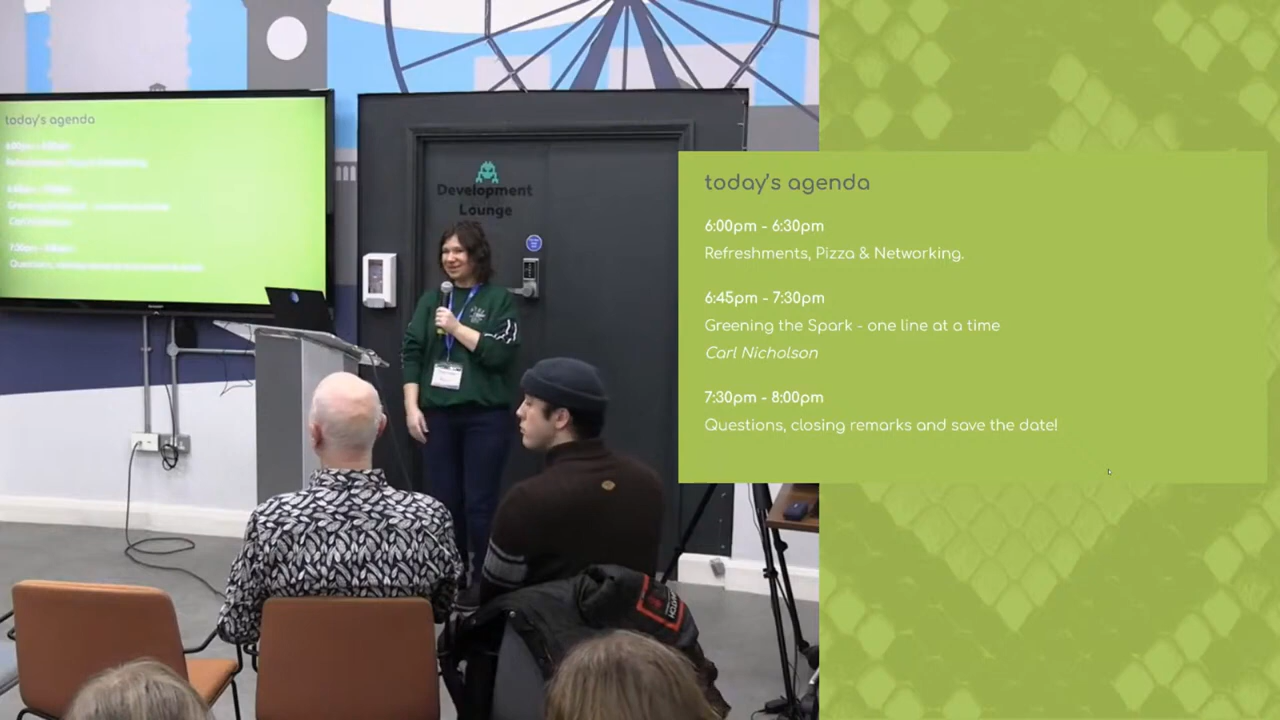 today's agenda
Development
Lounge
today's agenda
6:00pm - 6:30pm
Refreshments, Pizza & Networking.
6:45pm - 7:30pm
Greening the Spark - one line at a time
Carl Nicholson
7:30pm - 8:00pm
Questions, closing remarks and save the date!